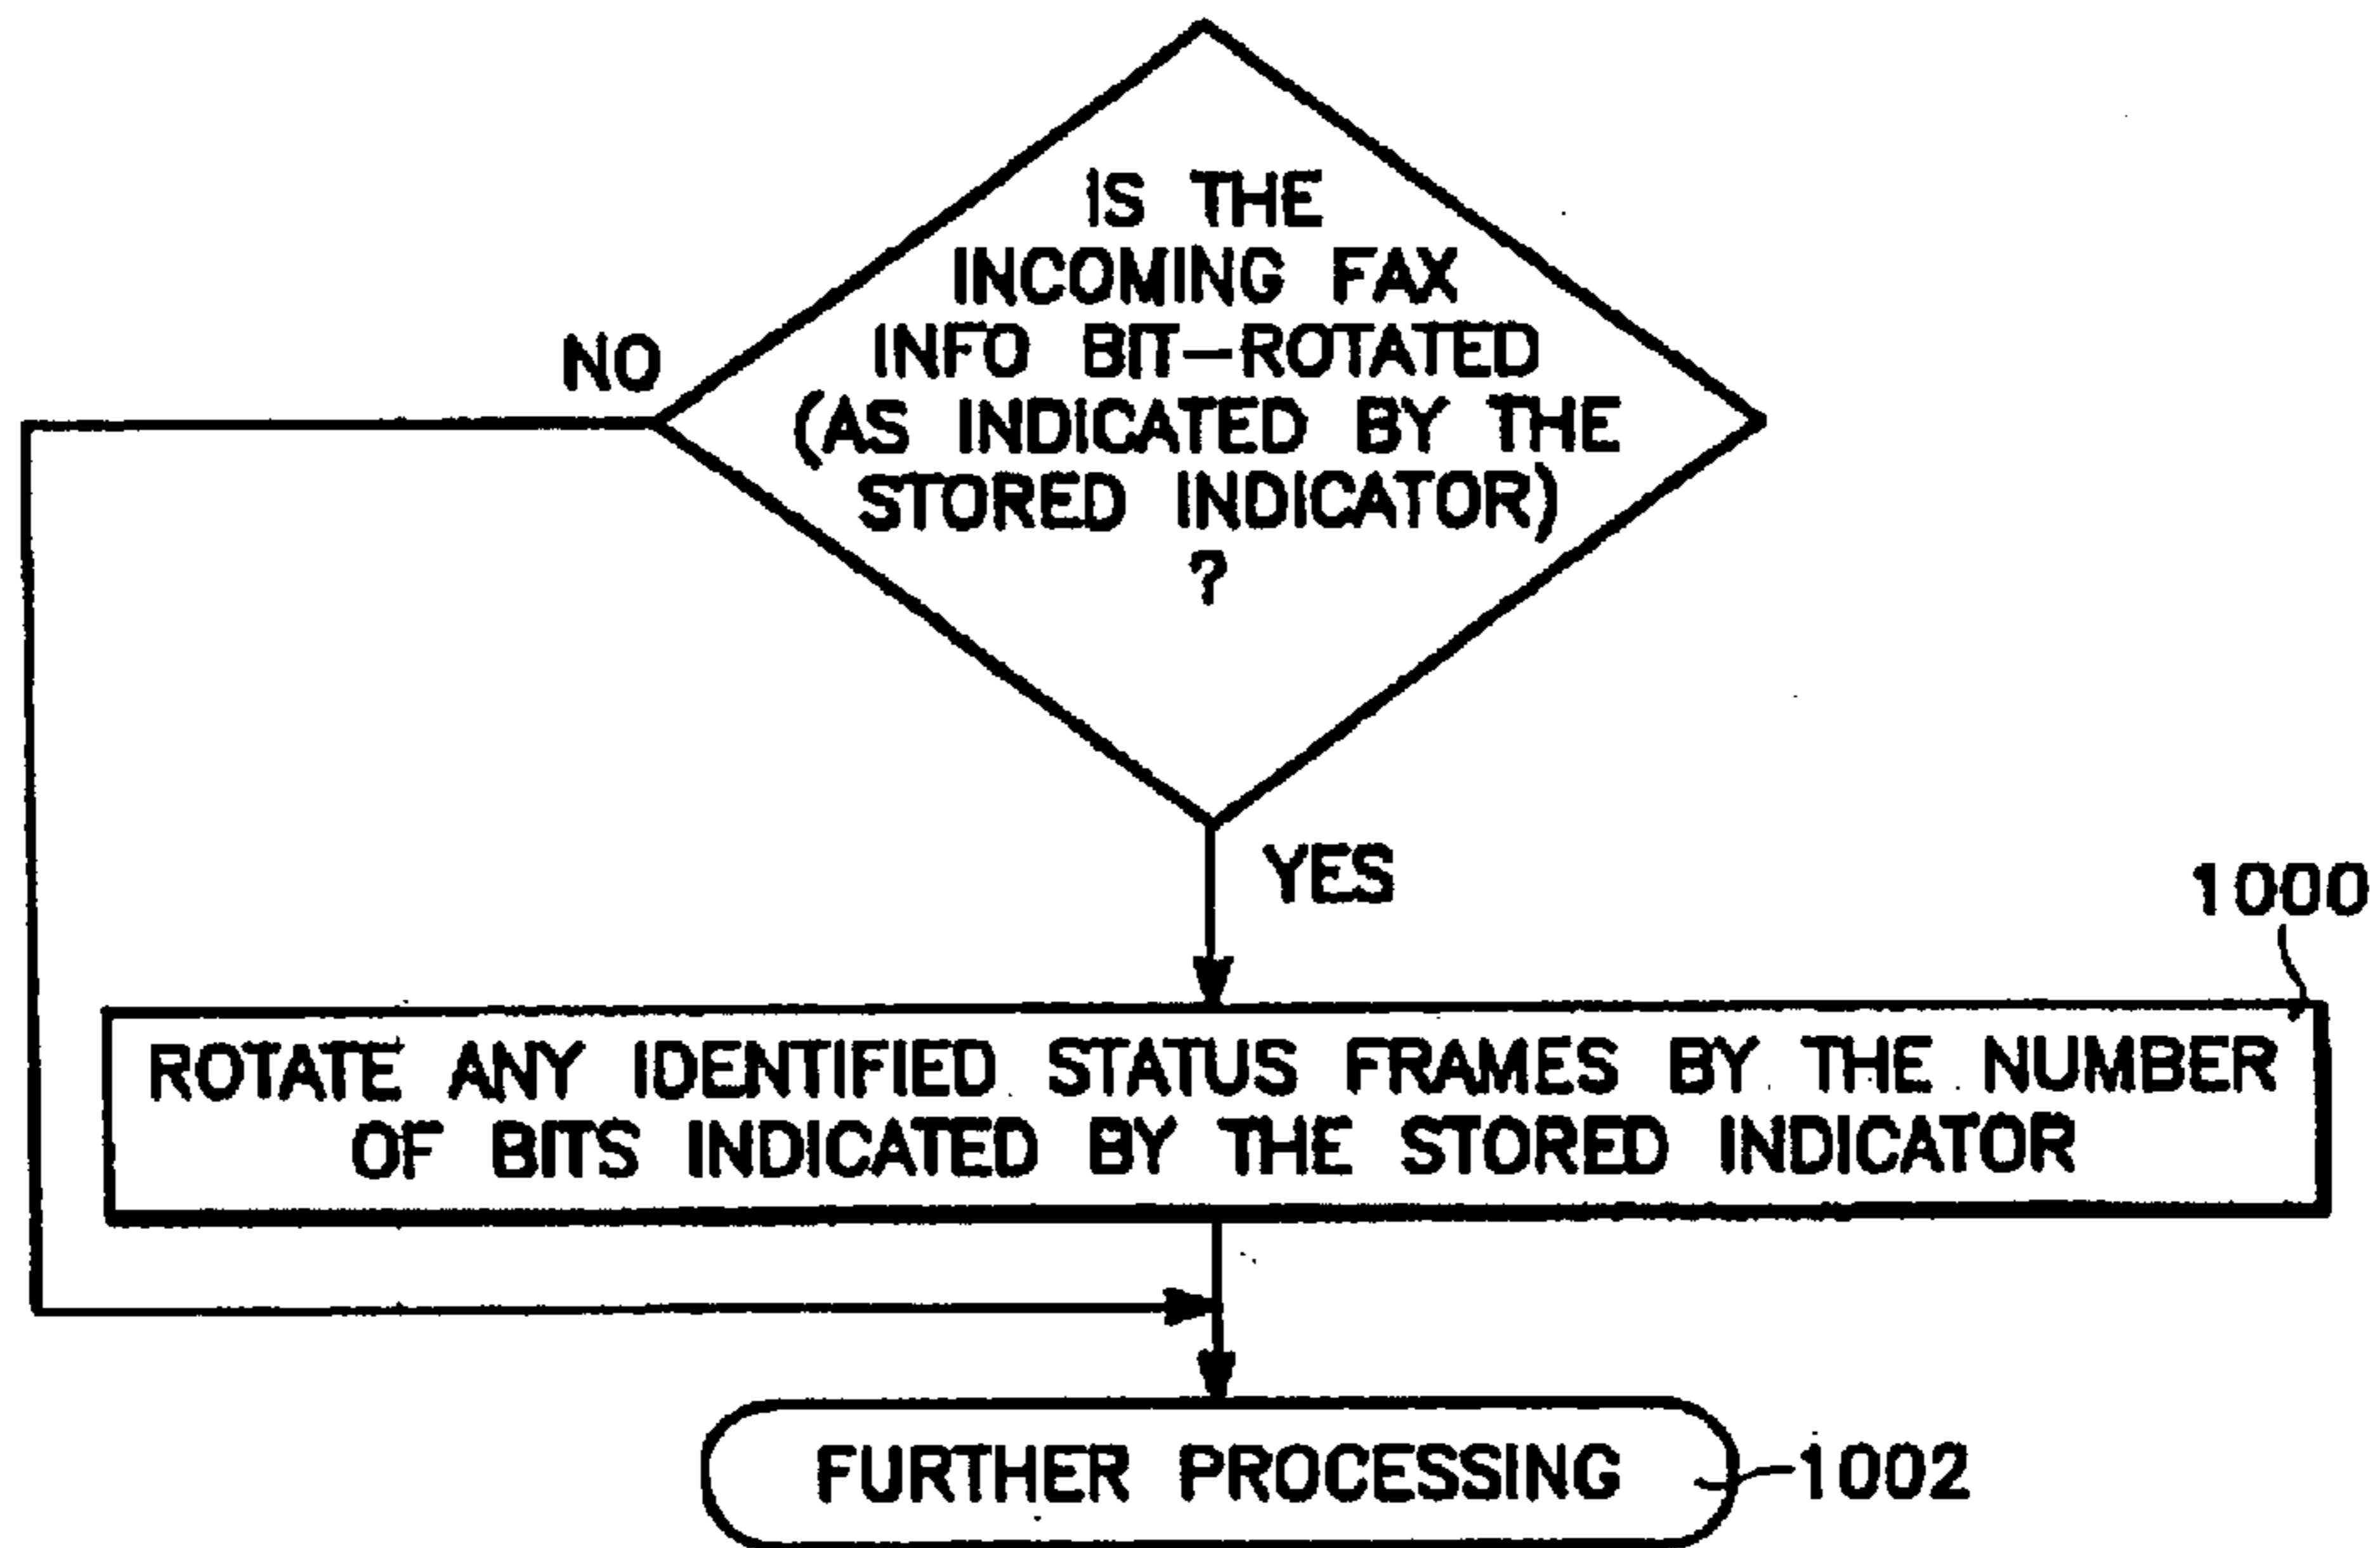 IS THE
INCOMING FAX
INFO BIT-ROTATED
(AS INDICATED BY THE
STORED INDICATOR)
?
NO
YES
1000
ROTATE ANY IDENTIFIED STATUS FRAMES BY THE NUMBER
OF BITS INDICATED BY THE STORED INDICATOR
FURTHER PROCESSING
1002